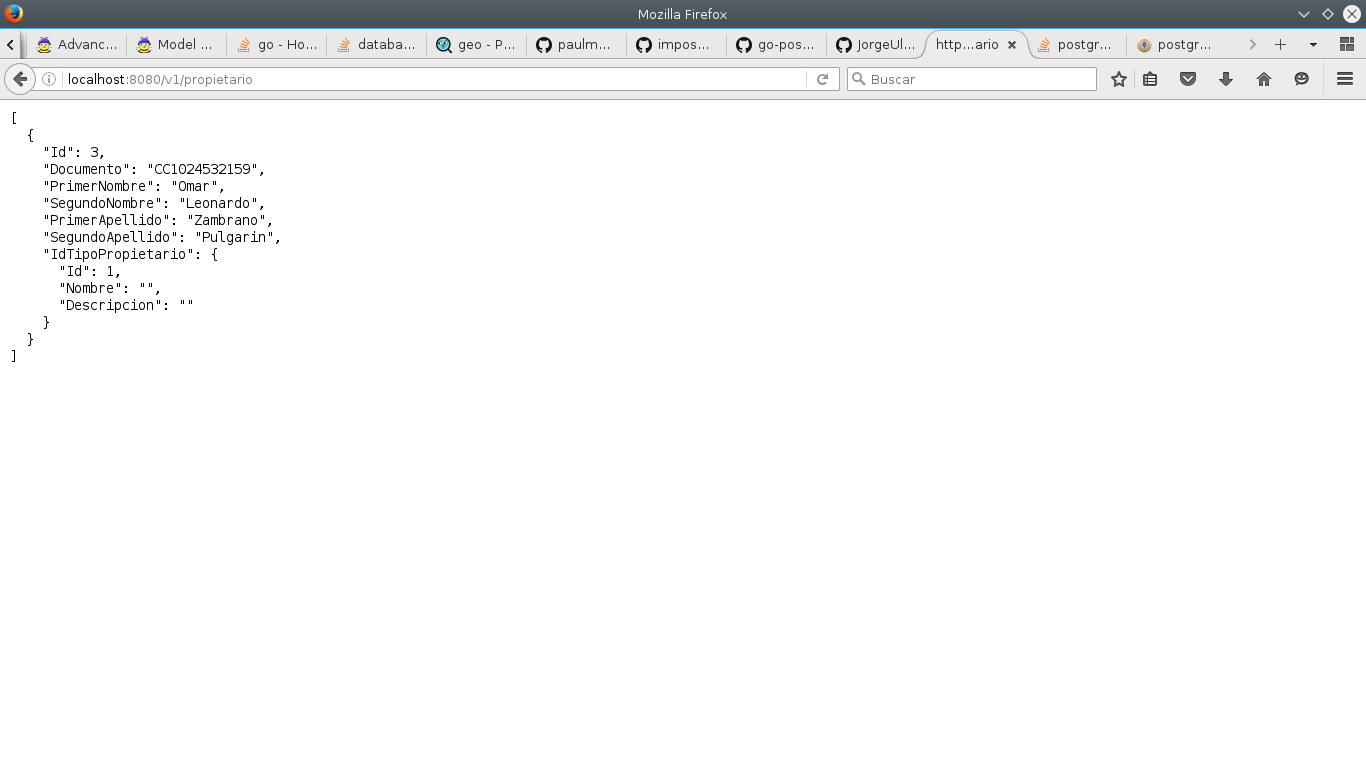 Mozilla Firefox
Advanc...
Model ...
go - Ho...
databa...
geo - P...
paulm...
impos...
go-pos...
JorgeUl...
http...ario
postgr...
postgr...
localhost:8080/v1/propietario
Buscar
[
  {
    "Id": 3,
    "Documento": "CC1024532159",
    "PrimerNombre": "Omar",
    "SegundoNombre": "Leonardo",
    "PrimerApellido": "Zambrano",
    "SegundoApellido": "Pulgarin",
    "IdTipoPropietario": {
      "Id": 1,
      "Nombre": "",
      "Descripcion": ""
    }
  }
]